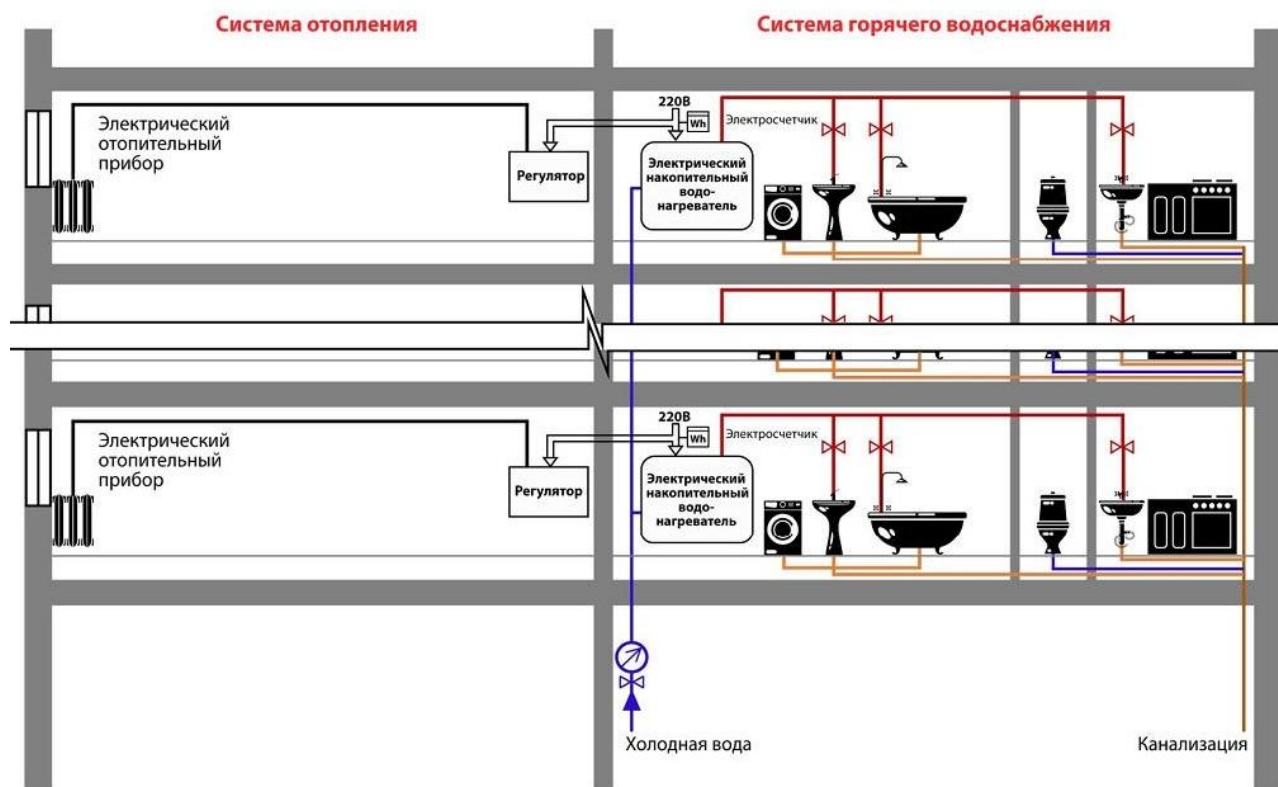 Система отопления
Система горячего водоснабжения
Электрический
отопительный
прибор
Регулятор
220В
Wh
Электросчетчик
Электрический
накопительный
водо-
нагреватель
Электрический
отопительный
прибор
Регулятор
220В
Wh
Электросчетчик
Электрический
накопительный
водо-
нагреватель
Холодная вода
Канализация